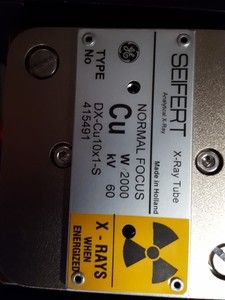 SEIFERT
Analytical X-Ray
X-Ray Tube
Made in Holland
GE
NORMAL FOCUS
Cu
W 2000
kV 60
TYPE DX-Cu10x1-S
No 415491
X - RAYS
WHEN
ENERGIZED